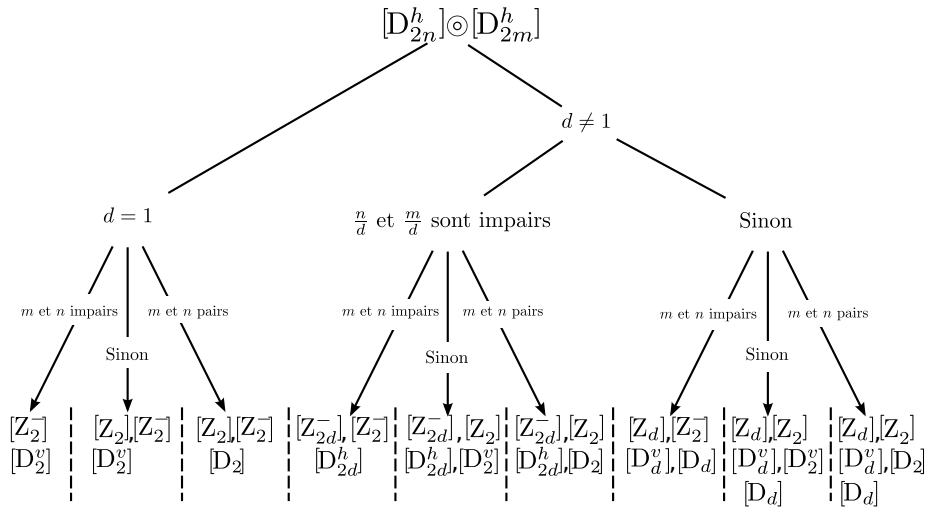 [D^h_{2n}]⊚[D^h_{2m}]
d ≠ 1
d = 1
n/d et m/d sont impairs
Sinon
m et n impairs
m et n pairs
Sinon
m et n impairs
m et n pairs
Sinon
m et n impairs
m et n pairs
Sinon
[Z^-_2]
[D^v_2]
[Z_2],[Z^-_2]
[D^v_2]
[Z_2],[Z^-_2]
[D_2]
[Z^-_{2d}],[Z^-_2]
[D^h_{2d}]
[Z^-_{2d}],[Z_2]
[D^h_{2d}],[D^v_2]
[Z^-_{2d}],[Z_2]
[D^h_{2d}],[D_2]
[Z_d],[Z^-_2]
[D^v_d],[D_d]
[Z_d],[Z_2]
[D^v_d],[D^v_2]
[D_d]
[Z_d],[Z_2]
[D^v_d],[D_2]
[D_d]